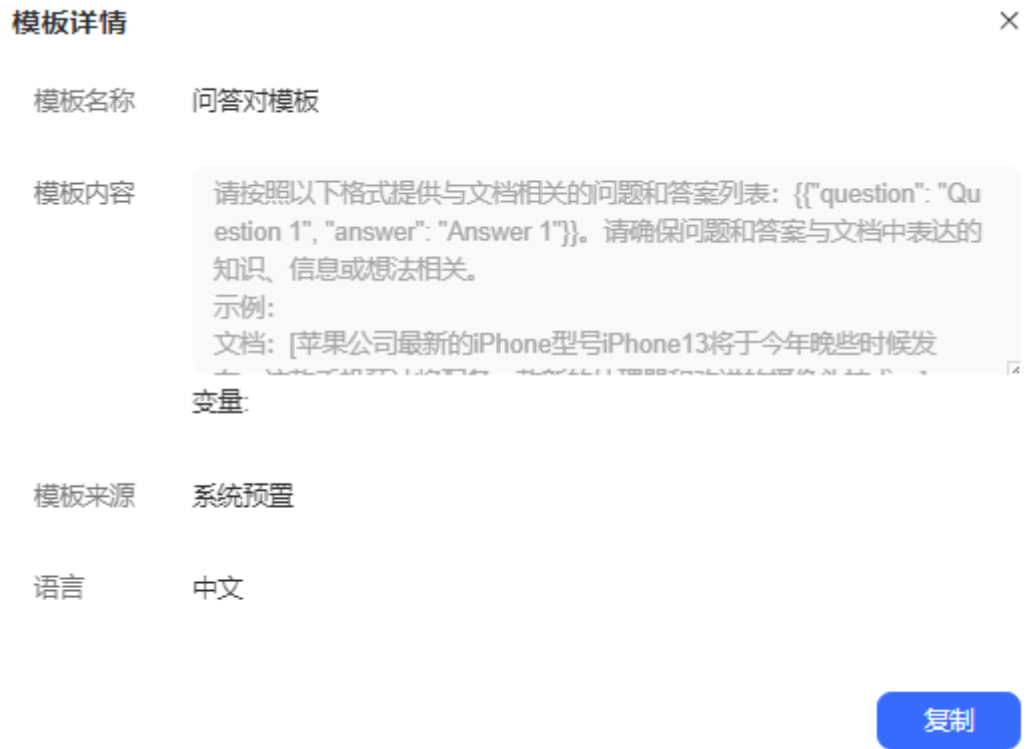 模板详情
模板名称 问答对模板
模板内容 请按照以下格式提供与文档相关的问题和答案列表：{{"question": "Qu
estion 1", "answer": "Answer 1"}}。请确保问题和答案与文档中表达的
知识、信息或想法相关。
示例：
文档：[苹果公司最新的iPhone型号iPhone13将于今年晚些时候发
变量:
模板来源 系统预置
语言 中文
复制